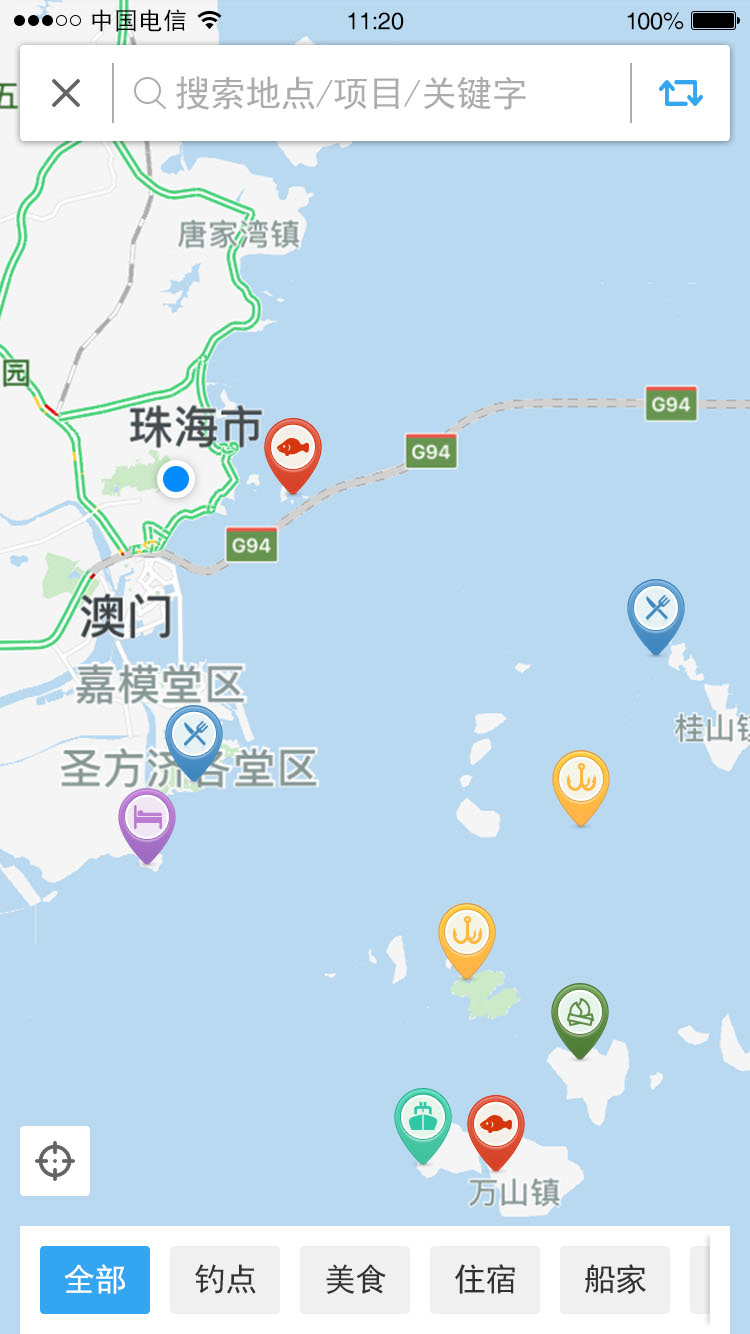 中国电信
11:20
100%
五
搜索地点/项目/关键字
唐家湾镇
园
G94
珠海市
G94
G94
澳门
嘉模堂区
桂山镇
圣方济各堂区
万山镇
全部
钓点
美食
住宿
船家